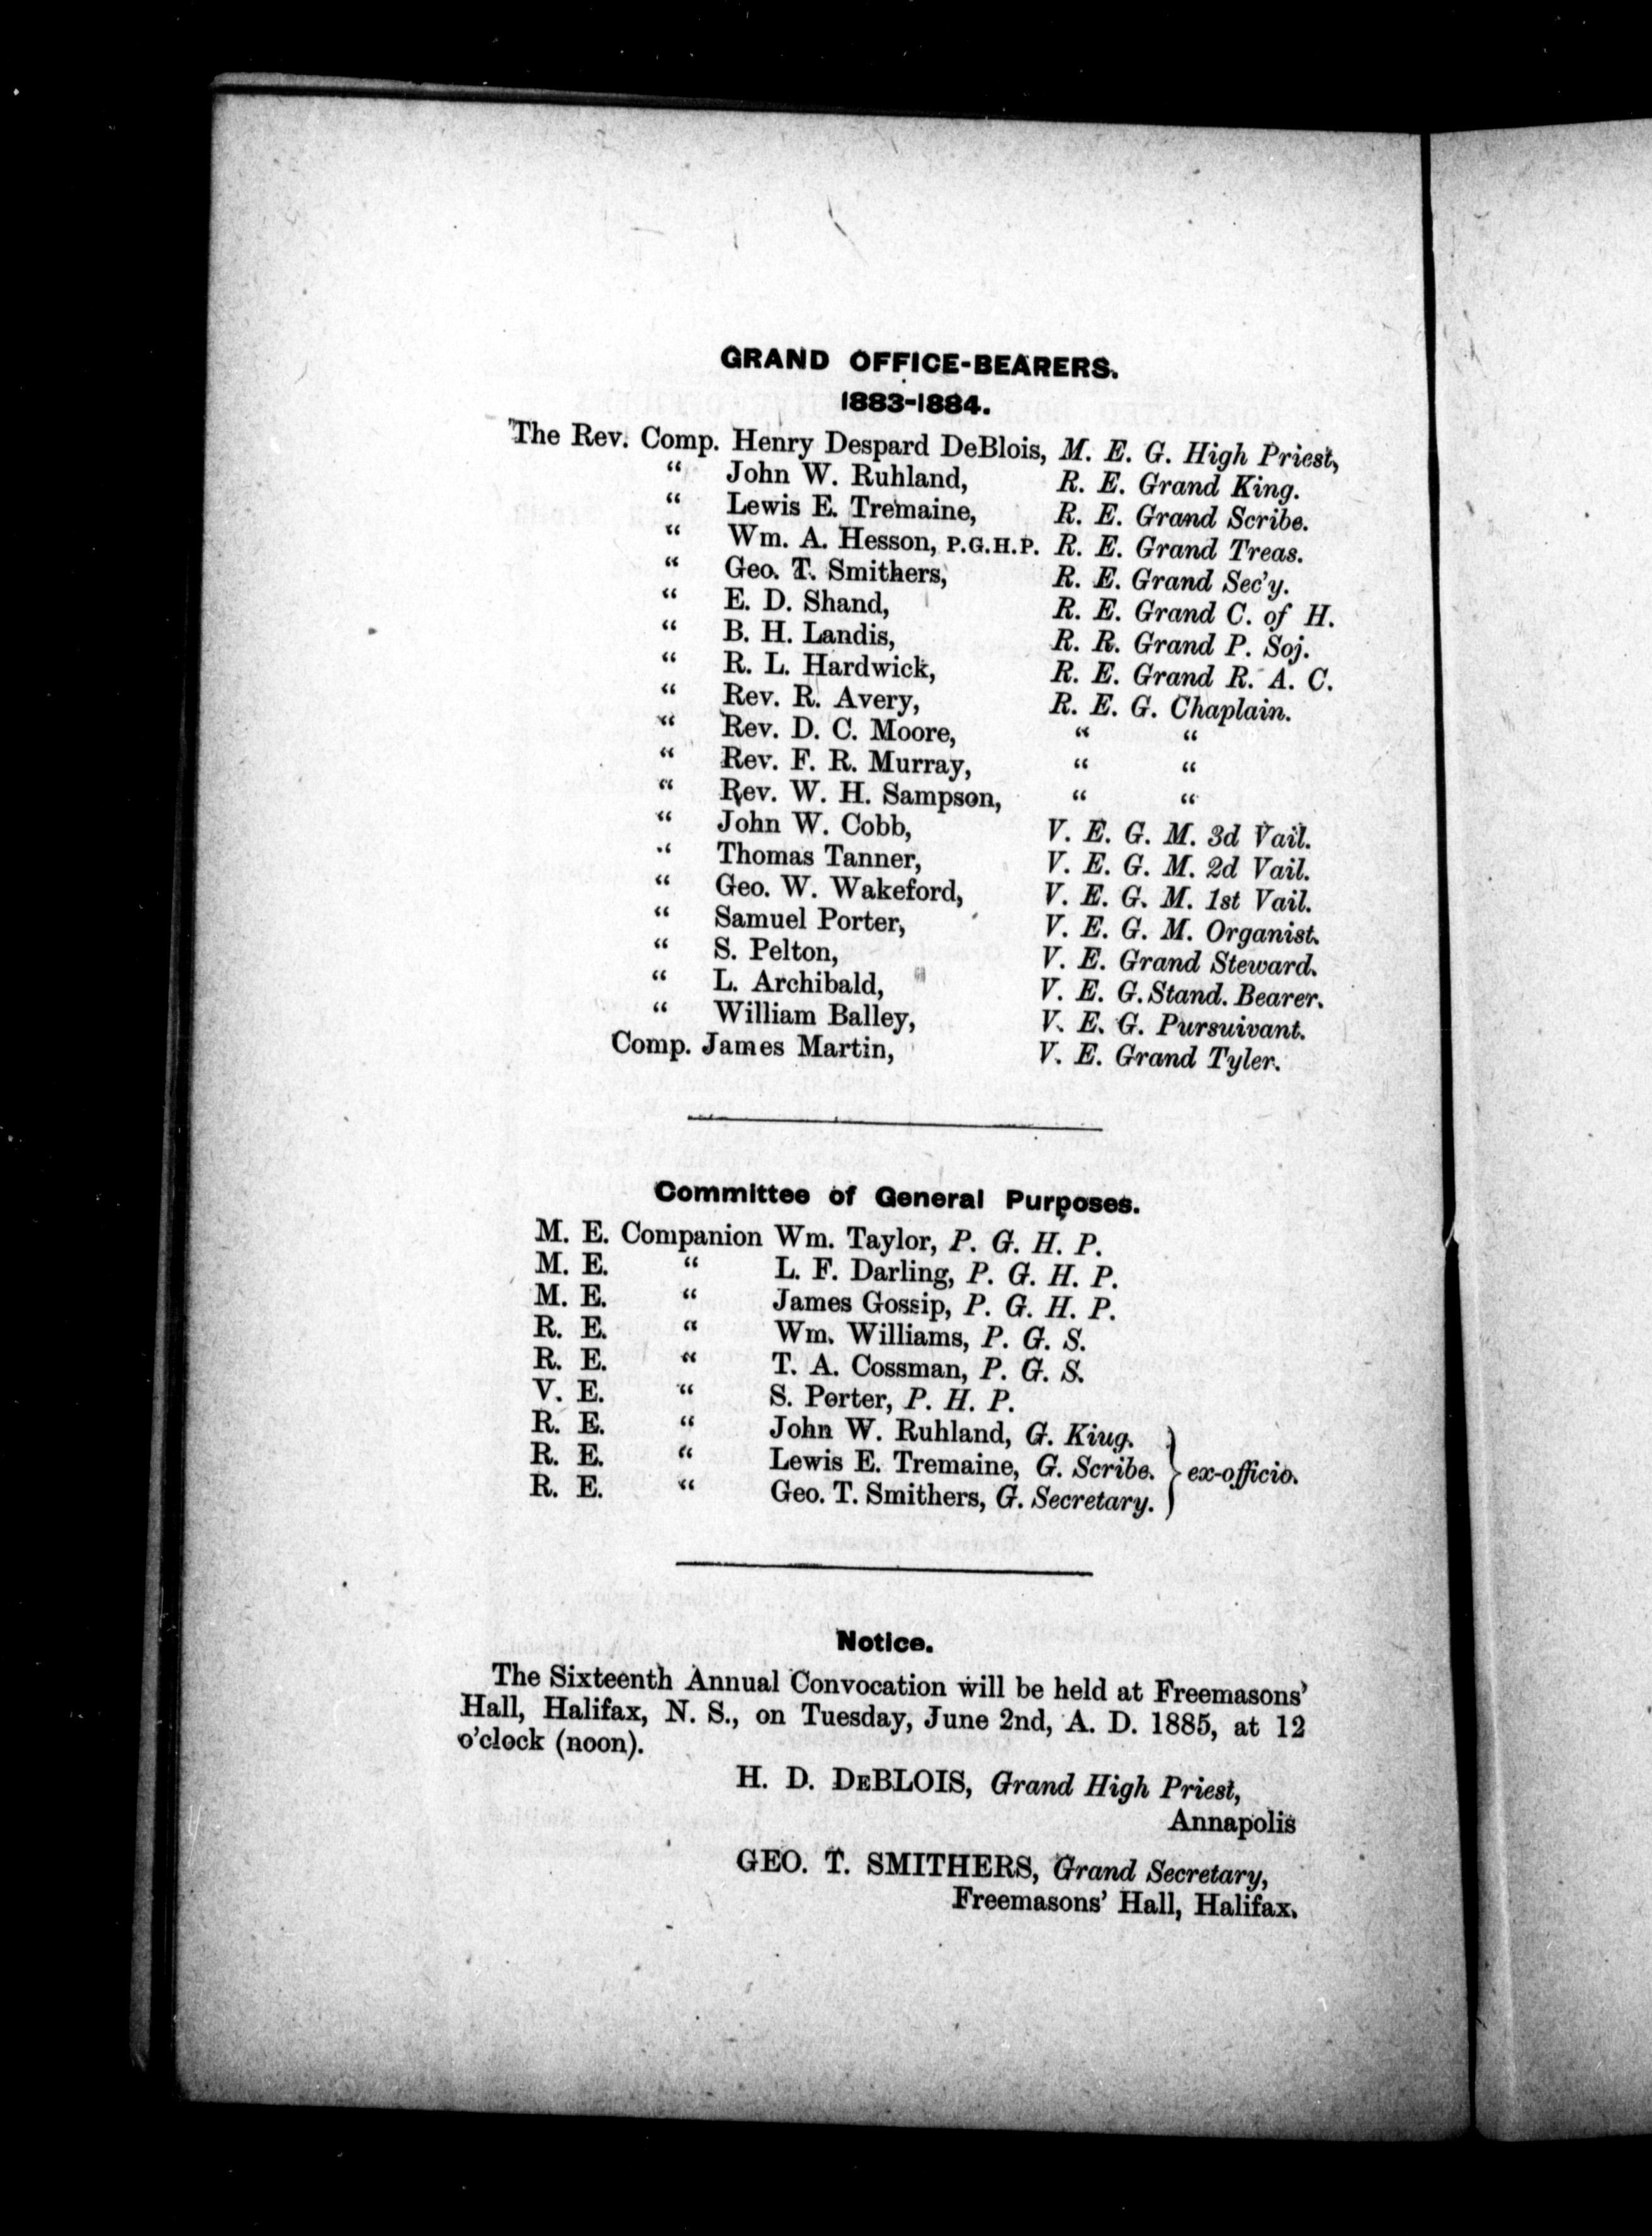 GRAND OFFICE-BEARERS.
1883-1884.
The Rev. Comp. Henry Despard DeBlois, M. E. G. High Priest,
“ John W. Ruhland, R. E. Grand King.
“ Lewis E. Tremaine, R. E. Grand Scribe.
“ Wm. A. Hesson, P.G.H.P. R. E. Grand Treas.
“ Geo. T. Smithers, R. E. Grand Sec'y.
“ E. D. Shand, R. E. Grand C. of H.
“ B. H. Landis, R. R. Grand P. Soj.
“ R. L. Hardwick, R. E. Grand R. A. C.
“ Rev. R. Avery, R. E. G. Chaplain.
“ Rev. D. C. Moore, “ “
“ Rev. F. R. Murray, “ “
“ Rev. W. H. Sampson, “ “
“ John W. Cobb, V. E. G. M. 3d Vail.
“ Thomas Tanner, V. E. G. M. 2d Vail.
“ Geo. W. Wakeford, V. E. G. M. 1st Vail.
“ Samuel Porter, V. E. G. M. Organist.
“ S. Pelton, V. E. Grand Steward.
“ L. Archibald, V. E. G. Stand. Bearer.
“ William Balley, V. E. G. Pursuivant.
Comp. James Martin, V. E. Grand Tyler.
Committee of General Purposes.
M. E. Companion Wm. Taylor, P. G. H. P.
M. E. “ L. F. Darling, P. G. H. P.
M. E. “ James Gossip, P. G. H. P.
R. E. “ Wm. Williams, P. G. S.
R. E. “ T. A. Cossman, P. G. S.
V. E. “ S. Porter, P. H. P.
R. E. “ John W. Ruhland, G. Kiug.
R. E. “ Lewis E. Tremaine, G. Scribe. } ex-officio.
R. E. “ Geo. T. Smithers, G. Secretary.
Notice.
The Sixteenth Annual Convocation will be held at Freemasons'
Hall, Halifax, N. S., on Tuesday, June 2nd, A. D. 1885, at 12
o'clock (noon).
H. D. DEBLOIS, Grand High Priest,
Annapolis
GEO. T. SMITHERS, Grand Secretary,
Freemasons' Hall, Halifax.